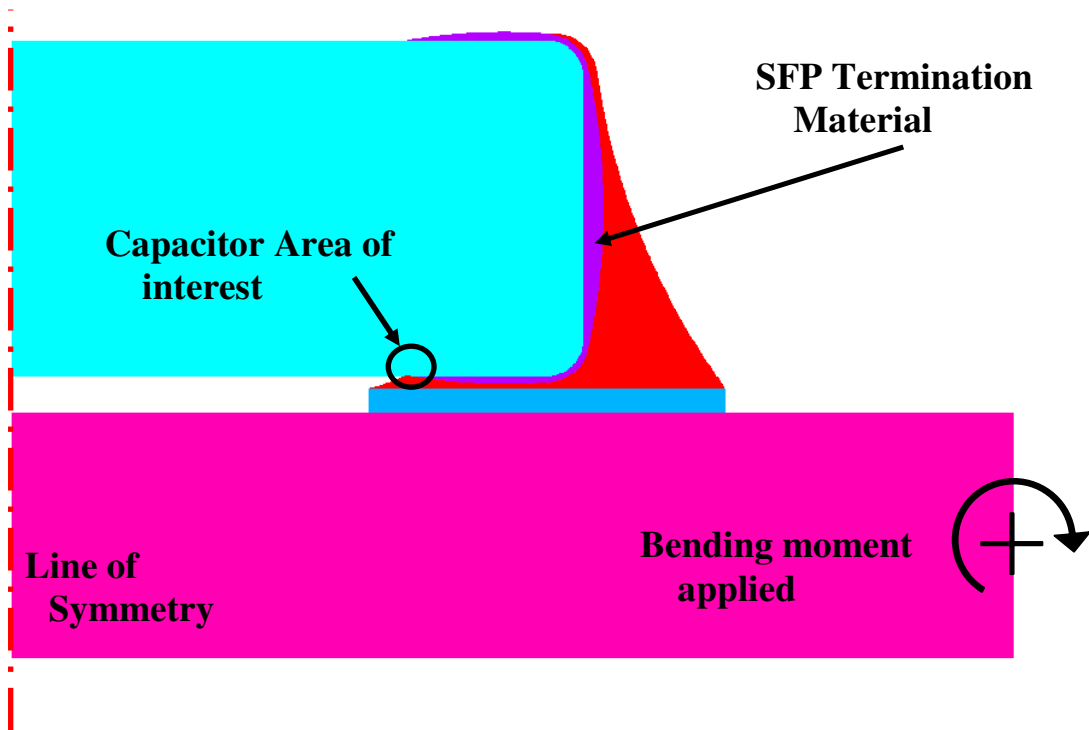 SFP Termination
Material
Capacitor Area of
interest
Bending moment
applied
Line of
Symmetry